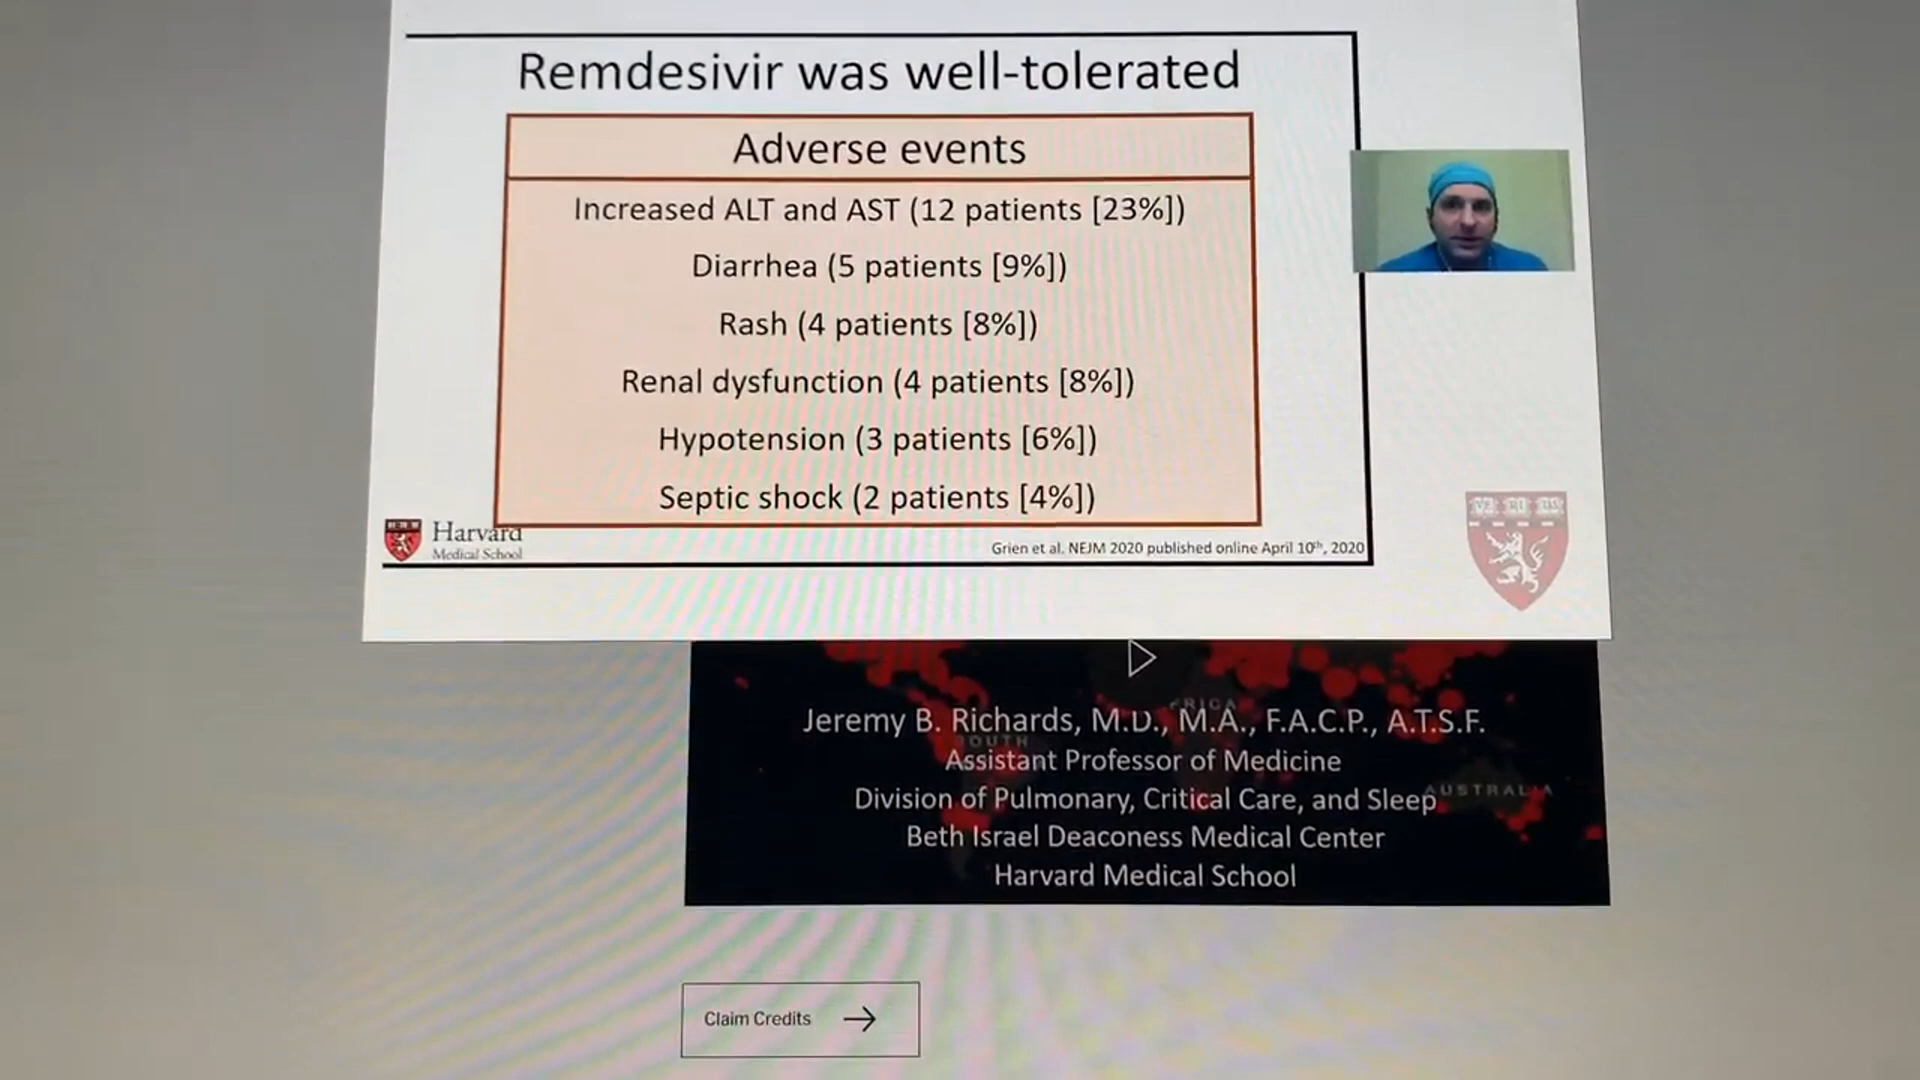 Remdesivir was well-tolerated
Adverse events
Increased ALT and AST (12 patients [23%])
Diarrhea (5 patients [9%])
Rash (4 patients [8%])
Renal dysfunction (4 patients [8%])
Hypotension (3 patients [6%])
Septic shock (2 patients [4%])
Harvard
Medical School
Grien et al. NEJM 2020 published online April 10th, 2020
Jeremy B. Richards, M.D., M.A., F.A.C.P., A.T.S.F.
Assistant Professor of Medicine
Division of Pulmonary, Critical Care, and Sleep
AUSTRALIA
Beth Israel Deaconess Medical Center
Harvard Medical School
Claim Credits